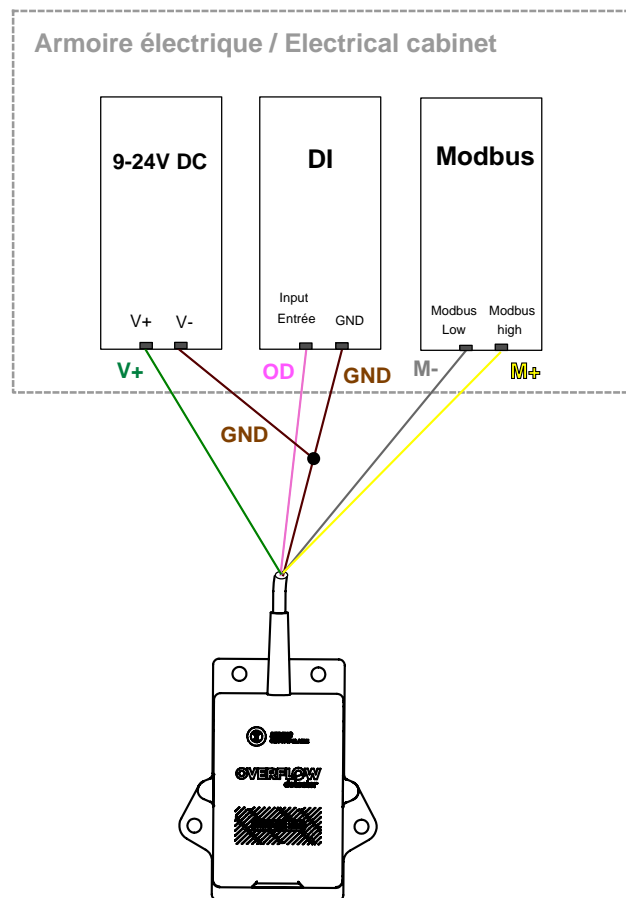 Armoire électrique / Electrical cabinet
9-24V DC
DI
Modbus
V+
V-
Input
Entrée
GND
Modbus
Low
Modbus
high
V+
OD
GND
M-
M+
GND
OVERFLOW
detector